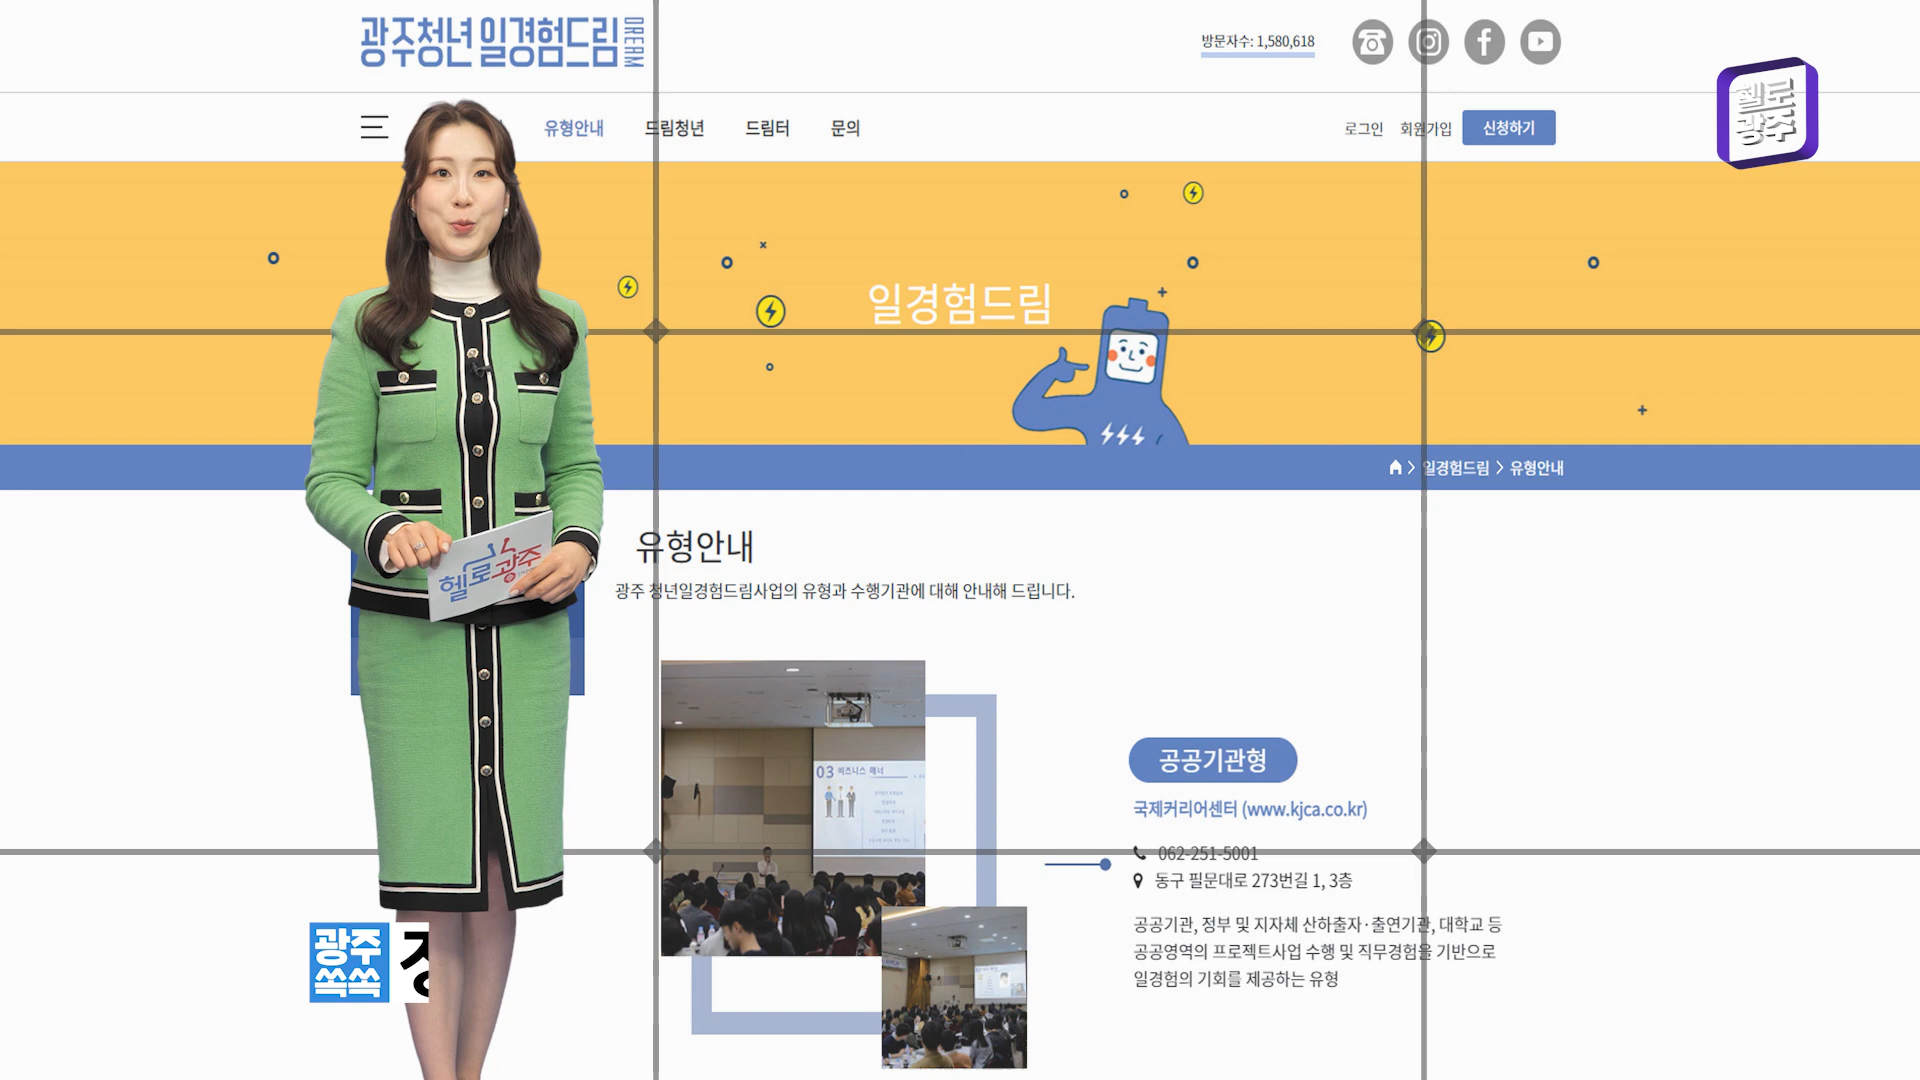 광주청년 일경험드림 DREAM
방문자수: 1,580,618
헬로광주
유형안내
드림청년
드림터
문의
로그인
회원가입
신청하기
일경험드림
일경험드림 > 유형안내
유형안내
광주 청년일경험드림사업의 유형과 수행기관에 대해 안내해 드립니다.
헬로광주
03 비즈니스 매너
공공기관형
국제커리어센터 (www.kjca.co.kr)
062-251-5001
동구 필문대로 273번길 1, 3층
공공기관, 정부 및 지자체 산하출자·출연기관, 대학교 등
공공영역의 프로젝트사업 수행 및 직무경험을 기반으로
일경험의 기회를 제공하는 유형
광주
쏙쏙